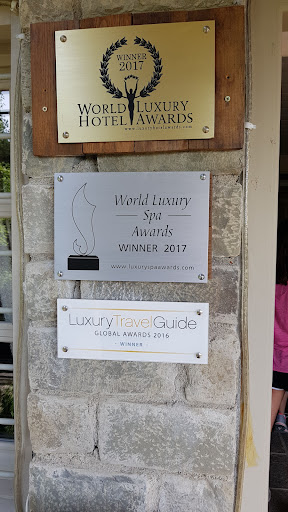 WINNER
2017
WORLD LUXURY
HOTEL AWARDS
www.luxuryhotelawards.com
World Luxury
Spa
Awards
WINNER 2017
www.luxuryspaawards.com
LuxuryTravelGuide
GLOBAL AWARDS 2016
- WINNER -